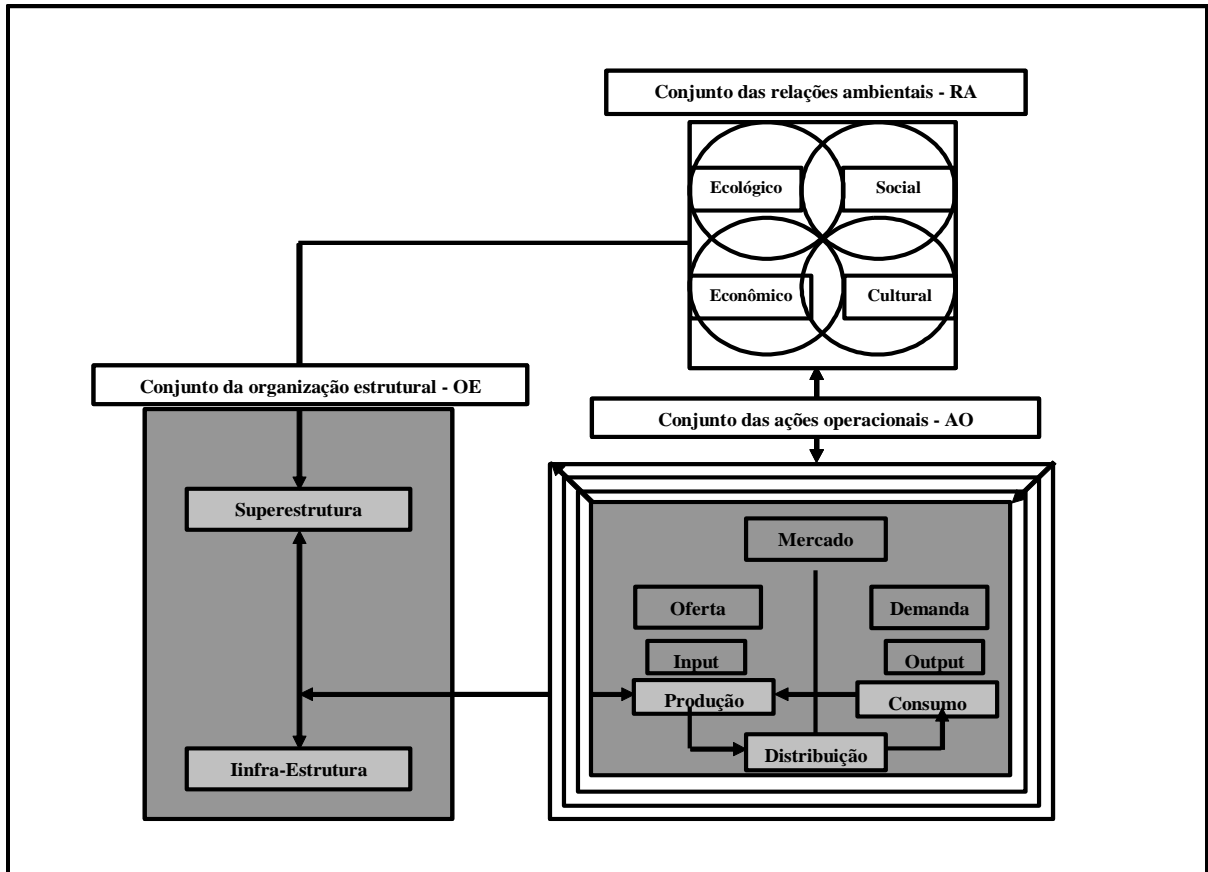 Conjunto das relações ambientais - RA
Ecológico
Social
Econômico
Cultural
Conjunto da organização estrutural - OE
Conjunto das ações operacionais - AO
Superestrutura
Mercado
Oferta
Demanda
Input
Output
Produção
Consumo
Distribuição
Iinfra-Estrutura